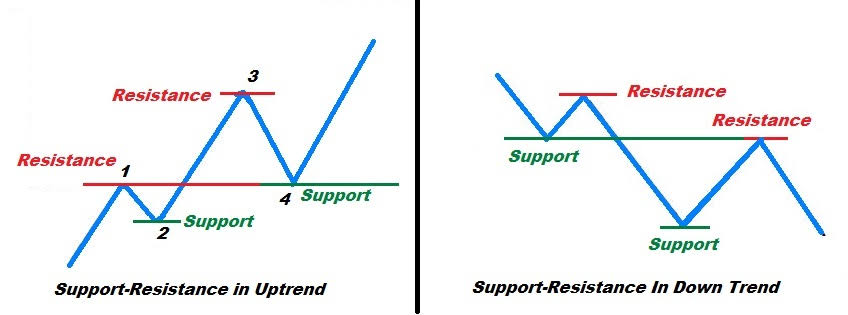 3
Resistance
Resistance
1
4
Support
Support
2
Support-Resistance in Uptrend
Resistance
Resistance
Support
Support
Support-Resistance In Down Trend